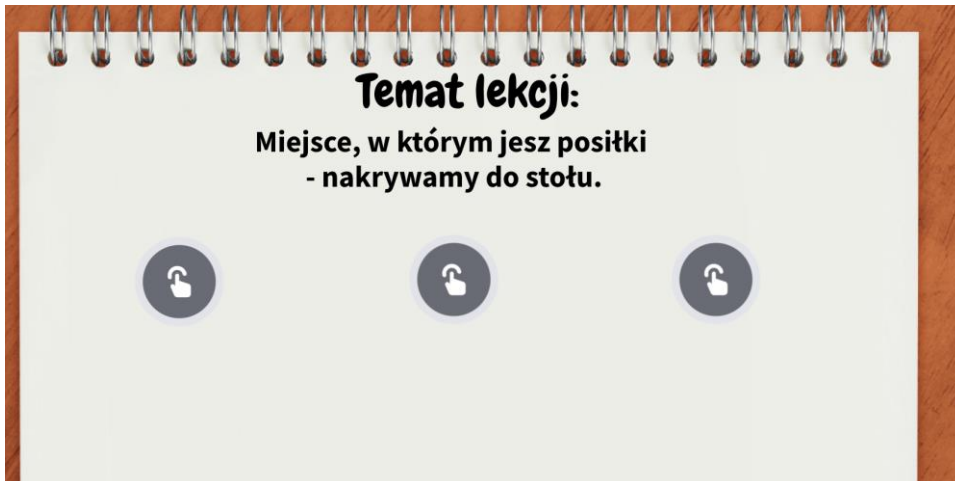 Temat lekcji:
Miejsce, w którym jesz posiłki
- nakrywamy do stołu.